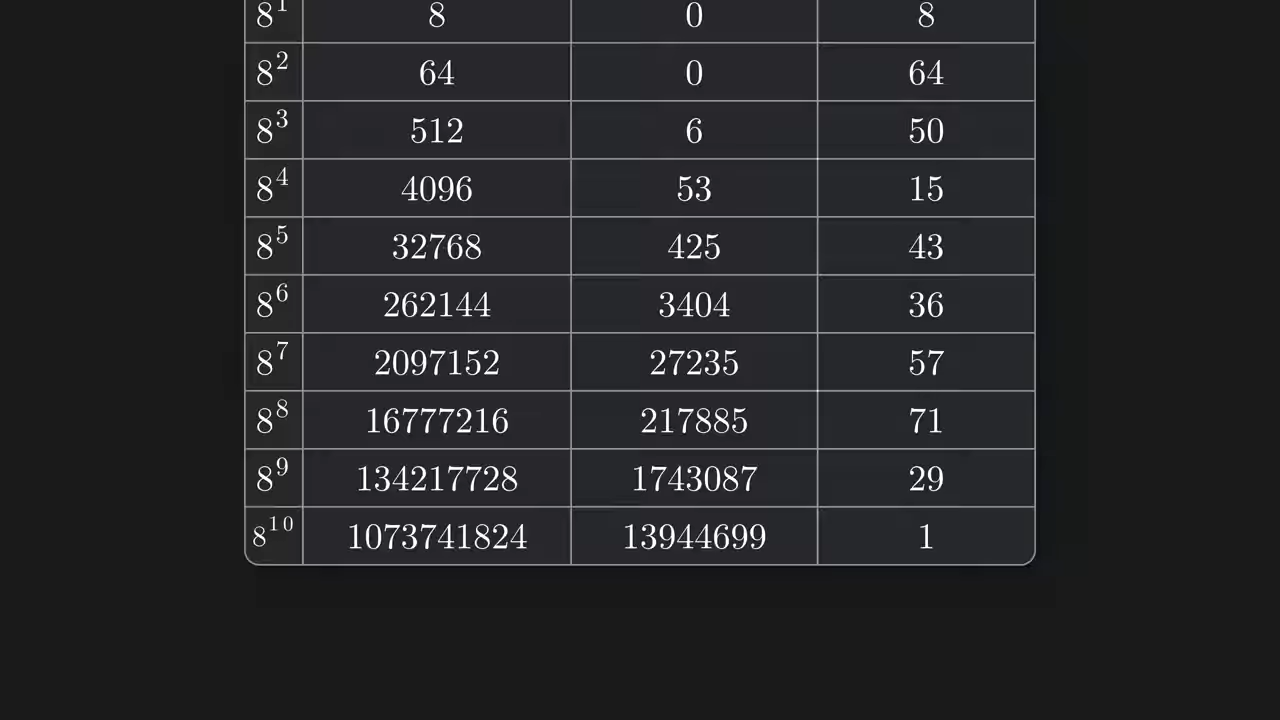 8^1 8 0 8
8^2 64 0 64
8^3 512 6 50
8^4 4096 53 15
8^5 32768 425 43
8^6 262144 3404 36
8^7 2097152 27235 57
8^8 16777216 217885 71
8^9 134217728 1743087 29
8^10 1073741824 13944699 1